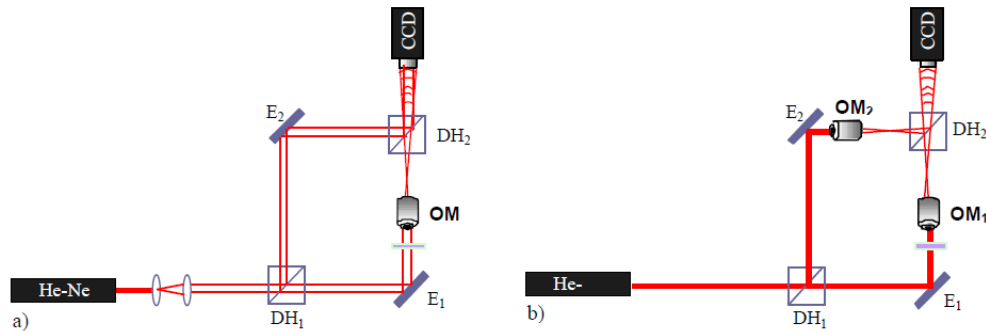 CCD
E2
DH2
OM
He-Ne
DH1
E1
a)
CCD
E2
OM2
DH2
OM1
He-
DH1
E1
b)